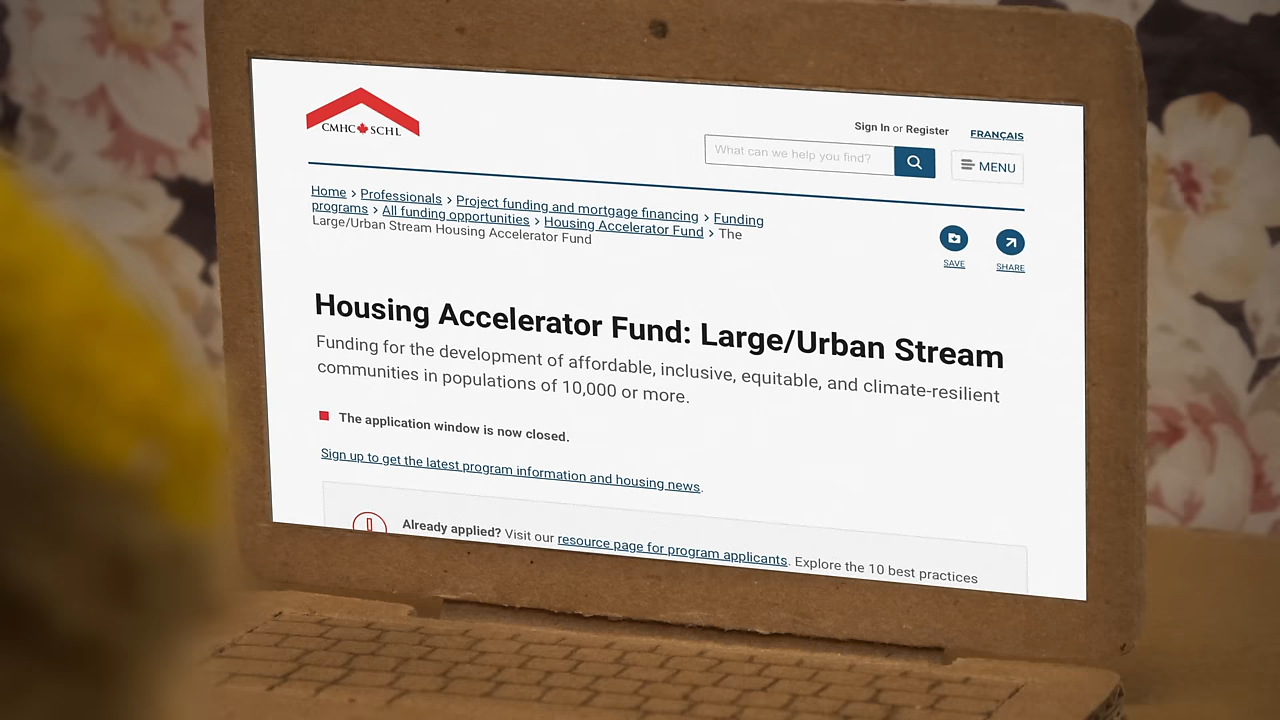 CMHC SCHL
Sign In or Register
FRANÇAIS
What can we help you find?
MENU
Home > Professionals > Project funding and mortgage financing > Funding
programs > All funding opportunities > Housing Accelerator Fund > The
Large/Urban Stream Housing Accelerator Fund
SAVE
SHARE
Housing Accelerator Fund: Large/Urban Stream
Funding for the development of affordable, inclusive, equitable, and climate-resilient
communities in populations of 10,000 or more.
The application window is now closed.
Sign up to get the latest program information and housing news.
Already applied? Visit our resource page for program applicants. Explore the 10 best practices